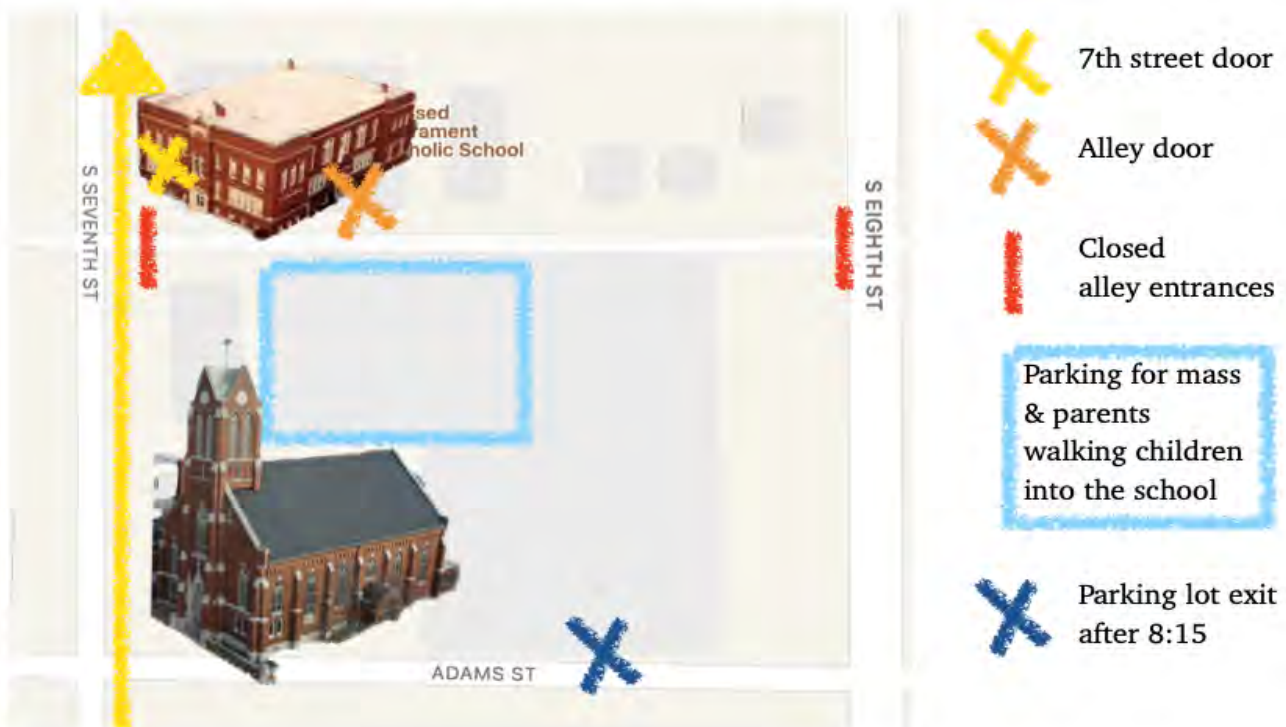 sed
rament
holic School
S SEVENTH ST
S EIGHTH ST
ADAMS ST
7th street door
Alley door
Closed
alley entrances
Parking for mass
& parents
walking children
into the school
Parking lot exit
after 8:15